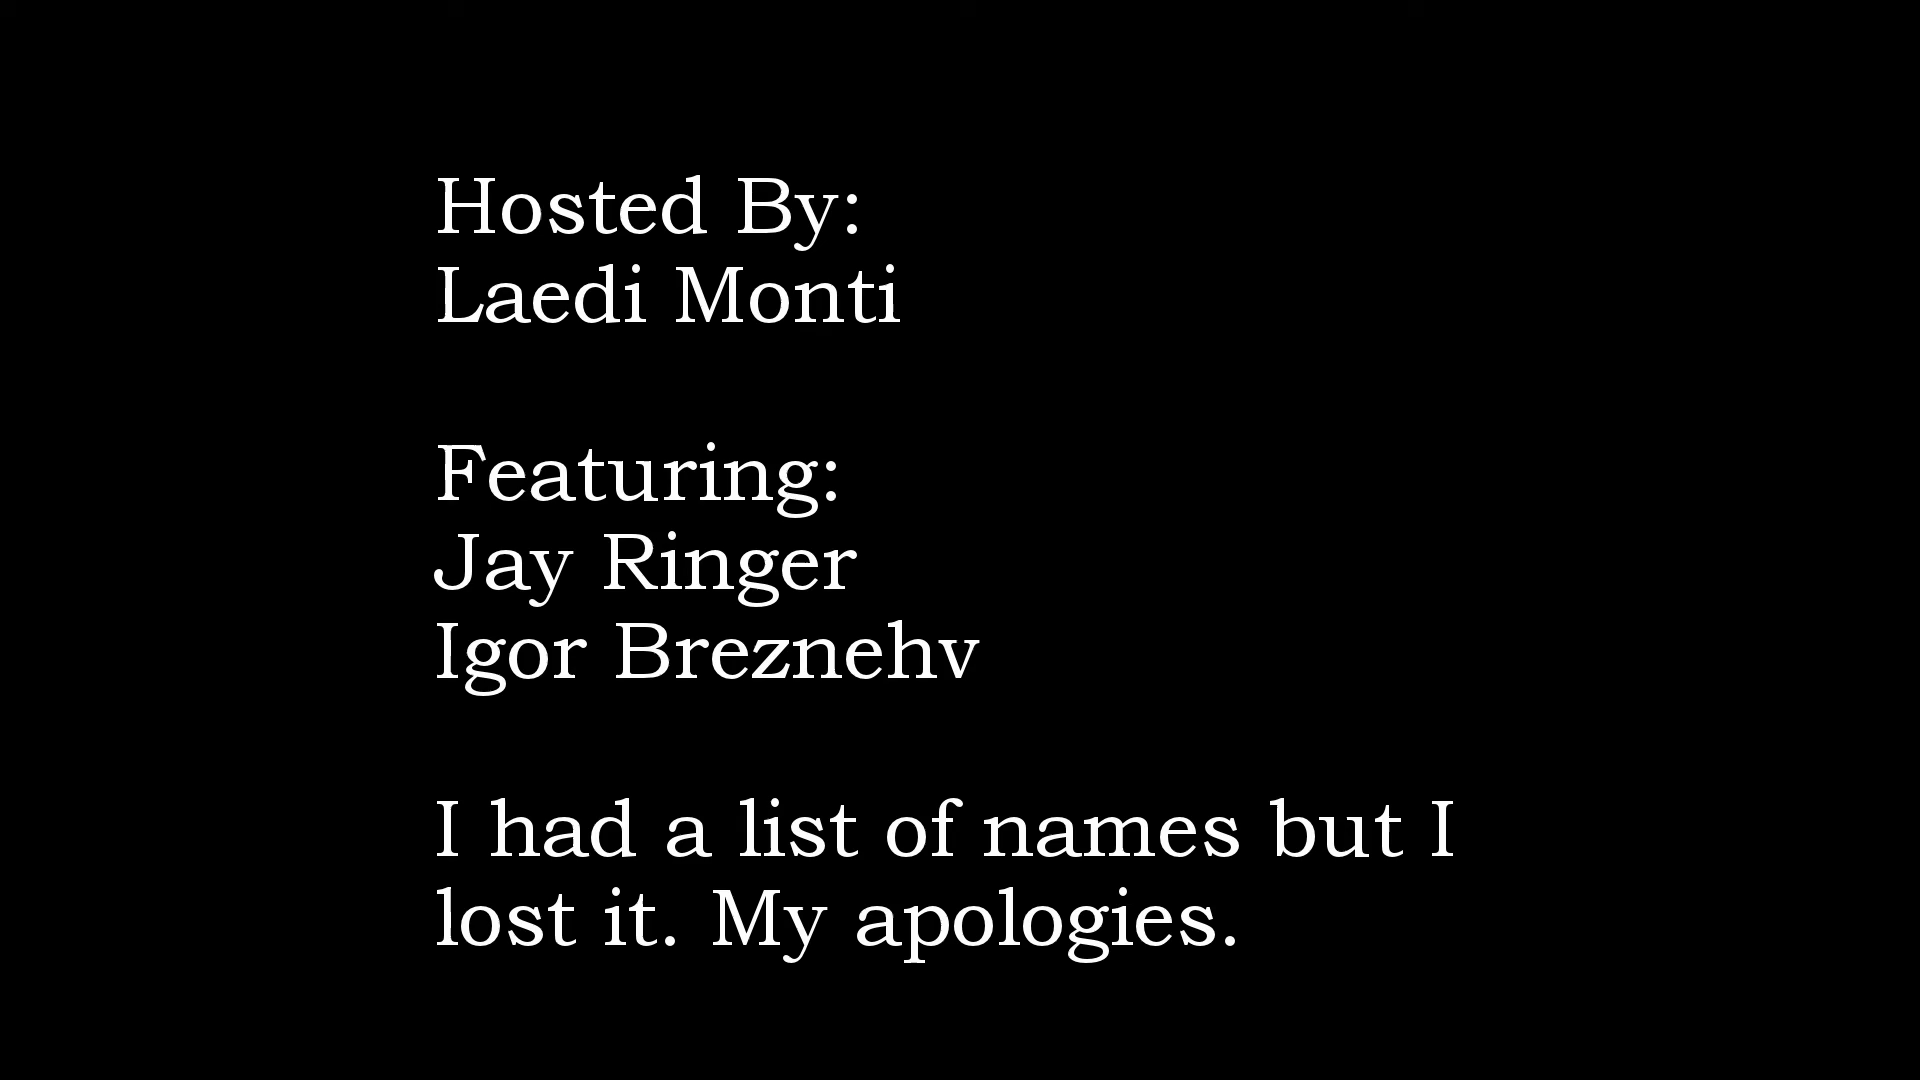 Hosted By:
Laedi Monti
Featuring:
Jay Ringer
Igor Breznehv
I had a list of names but I
lost it. My apologies.